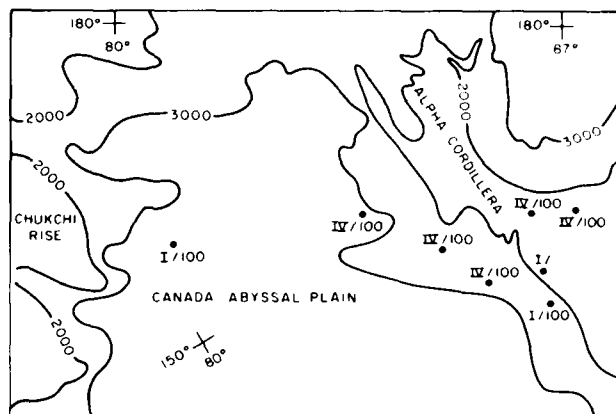 180°
80°
180°
87°
2000
3000
2000
3000
2000
ALPHA CORDILLERA
CHUKCHI
RISE
I/100
IV/100
IV/100
IV/100
IV/100
IV/100
I/
I/100
CANADA ABYSSAL PLAIN
2000
150°
80°